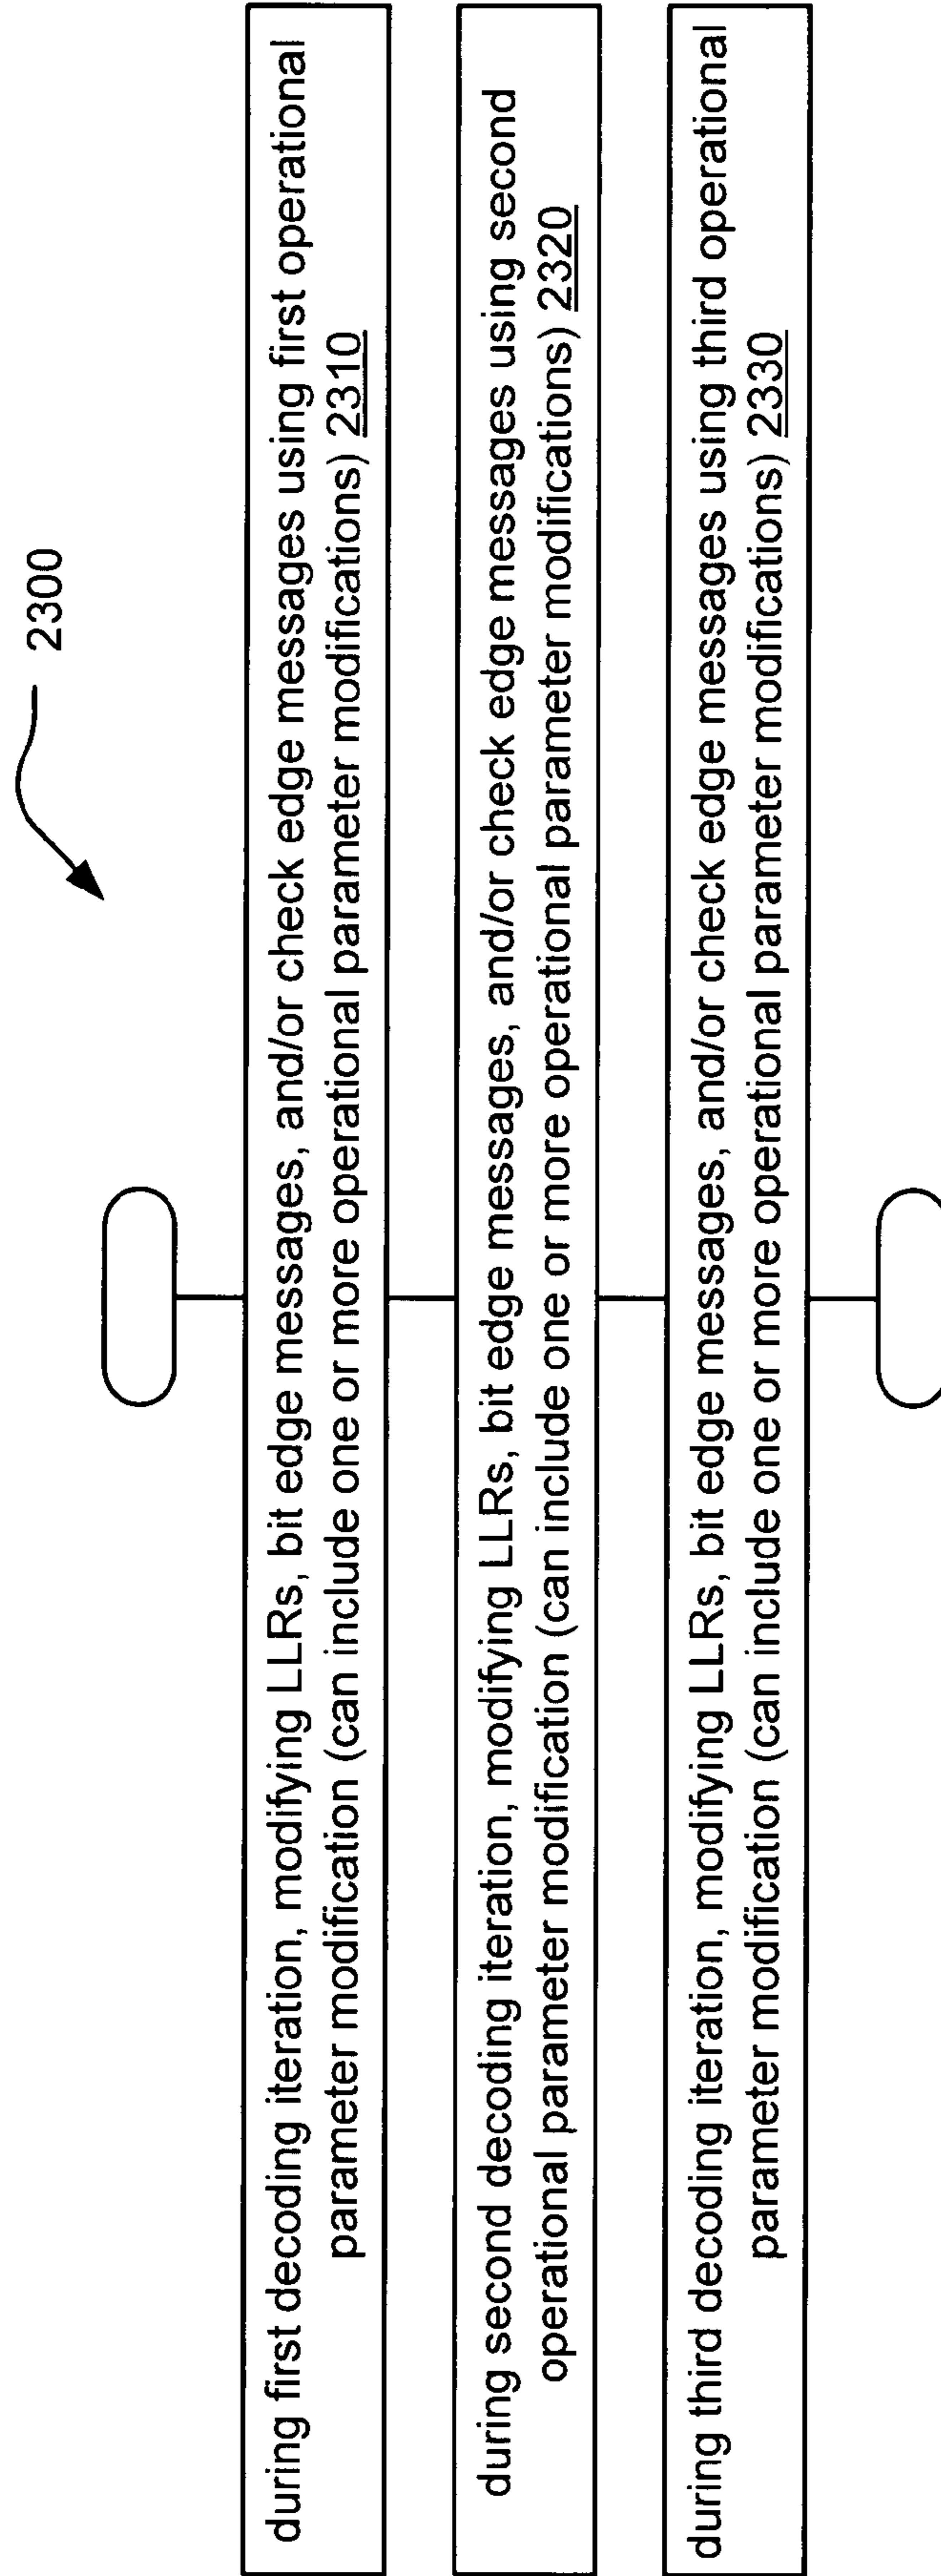 2300
during first decoding iteration, modifying LLRs, bit edge messages, and/or check edge messages using first operational
parameter modification (can include one or more operational parameter modifications) 2310
during second decoding iteration, modifying LLRs, bit edge messages, and/or check edge messages using second
operational parameter modification (can include one or more operational parameter modifications) 2320
during third decoding iteration, modifying LLRs, bit edge messages, and/or check edge messages using third operational
parameter modification (can include one or more operational parameter modifications) 2330